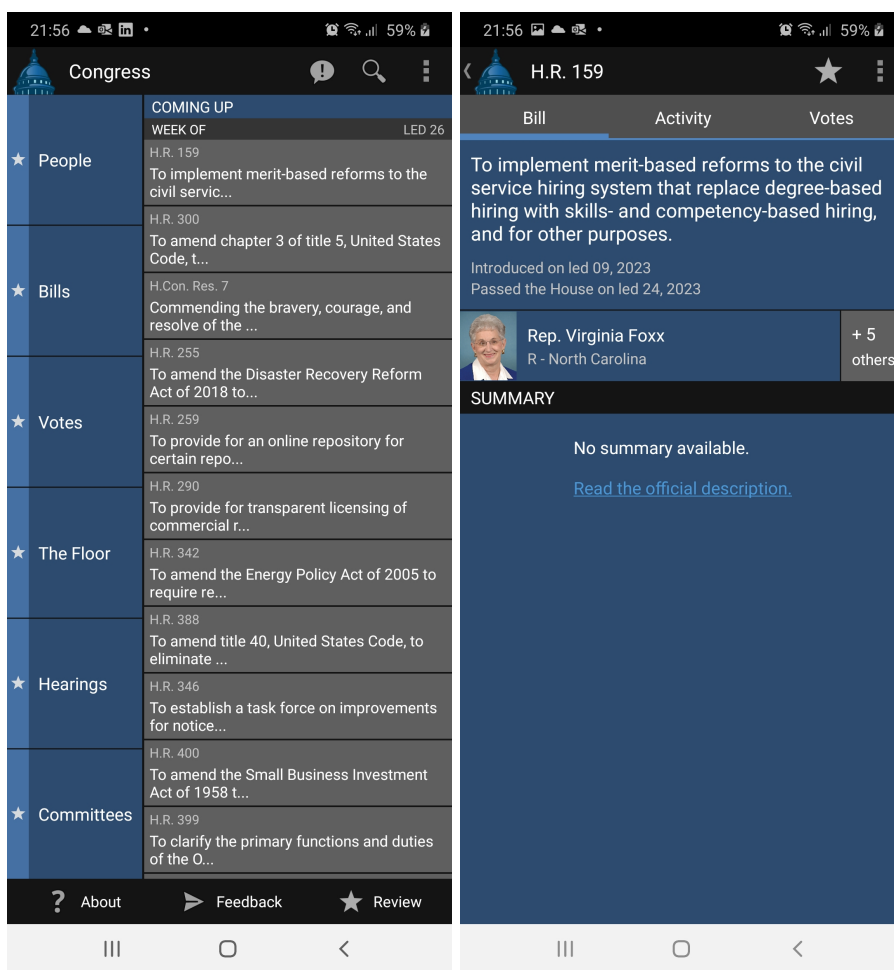 21:56
59%
Congress
People
Bills
Votes
The Floor
Hearings
Committees
COMING UP
WEEK OF LED 26
H.R. 159
To implement merit-based reforms to the
civil servic...
H.R. 300
To amend chapter 3 of title 5, United States
Code, t...
H.Con. Res. 7
Commending the bravery, courage, and
resolve of the ...
H.R. 255
To amend the Disaster Recovery Reform
Act of 2018 to...
H.R. 259
To provide for an online repository for
certain repo...
H.R. 290
To provide for transparent licensing of
commercial r...
H.R. 342
To amend the Energy Policy Act of 2005 to
require re...
H.R. 388
To amend title 40, United States Code, to
eliminate ...
H.R. 346
To establish a task force on improvements
for notice...
H.R. 400
To amend the Small Business Investment
Act of 1958 t...
H.R. 399
To clarify the primary functions and duties
of the O...
About
Feedback
Review
21:56
59%
H.R. 159
Bill
Activity
Votes
To implement merit-based reforms to the civil
service hiring system that replace degree-based
hiring with skills- and competency-based hiring,
and for other purposes.
Introduced on led 09, 2023
Passed the House on led 24, 2023
Rep. Virginia Foxx
R - North Carolina
+ 5
others
SUMMARY
No summary available.
Read the official description.